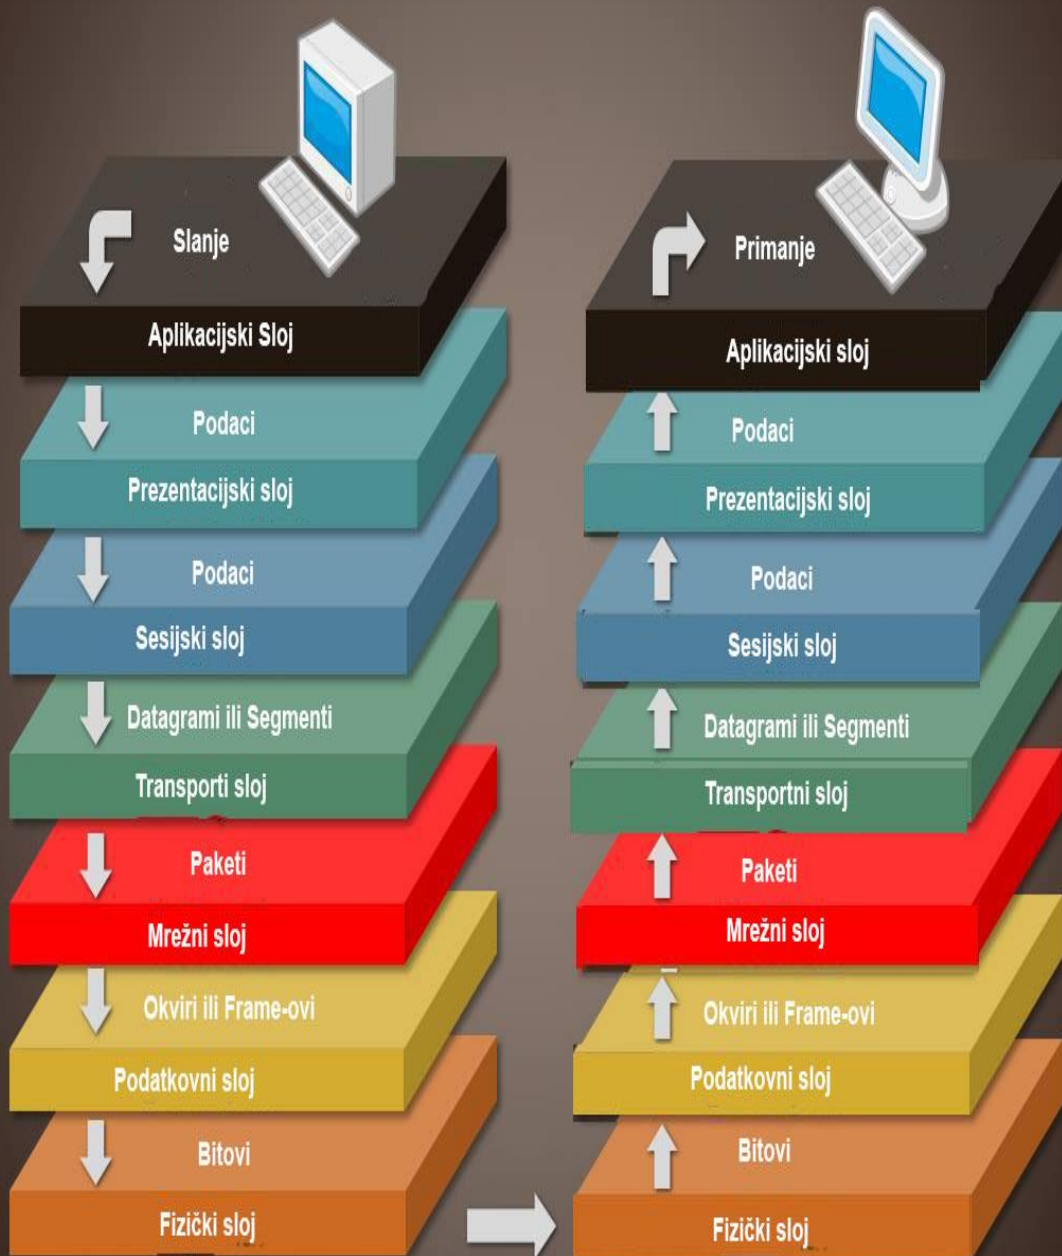 Slanje
Aplikacijski Sloj
Podaci
Prezentacijski sloj
Podaci
Sesijski sloj
Datagrami ili Segmenti
Transporti sloj
Paketi
Mrežni sloj
Okviri ili Frame-ovi
Podatkovni sloj
Bitovi
Fizički sloj
Primanje
Aplikacijski sloj
Podaci
Prezentacijski sloj
Podaci
Sesijski sloj
Datagrami ili Segmenti
Transportni sloj
Paketi
Mrežni sloj
Okviri ili Frame-ovi
Podatkovni sloj
Bitovi
Fizički sloj